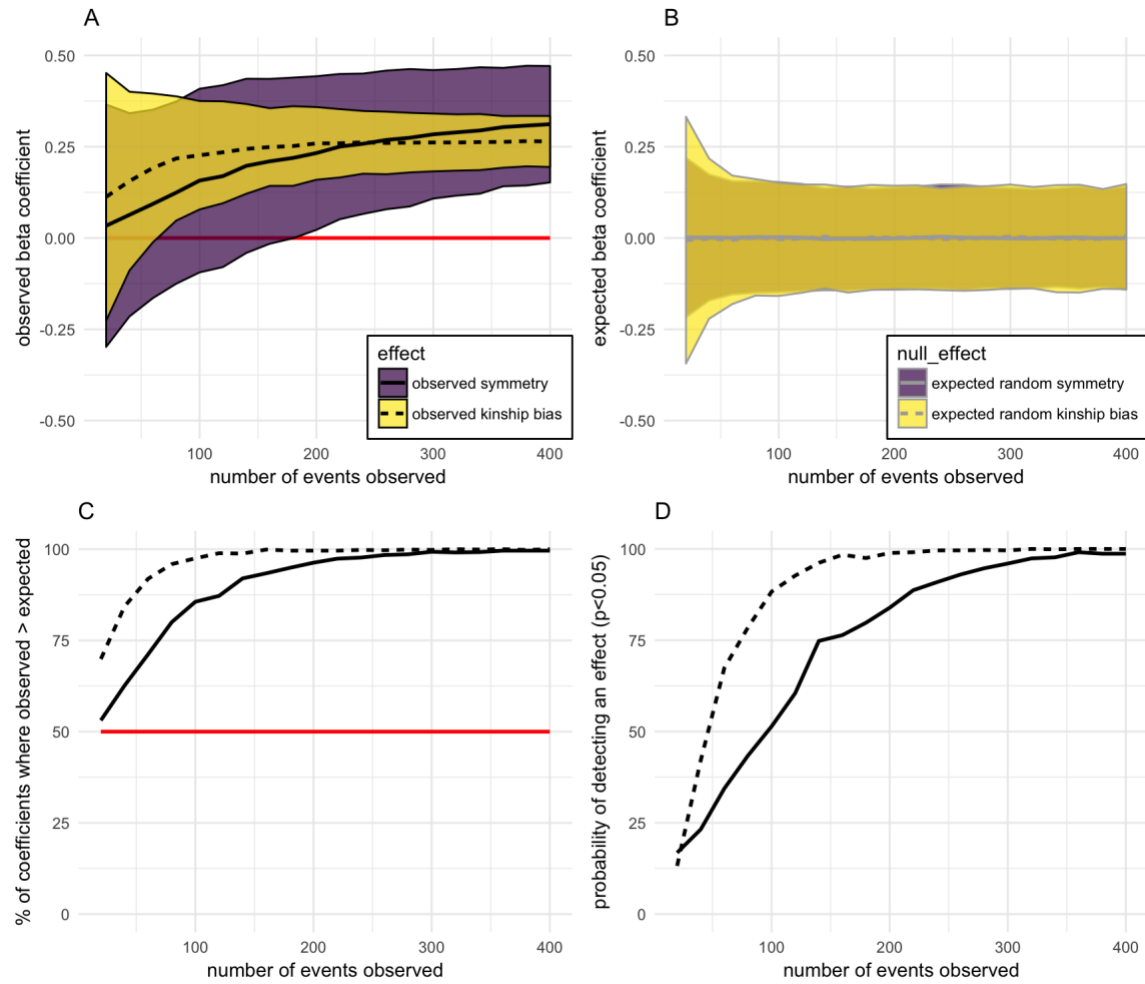 A
0.50
0.25
0.00
-0.25
-0.50
observed beta coefficient
effect
observed symmetry
observed kinship bias
100
200
300
400
number of events observed
B
0.50
0.25
0.00
-0.25
-0.50
expected beta coefficient
null_effect
expected random symmetry
expected random kinship bias
100
200
300
400
number of events observed
C
100
75
50
25
0
% of coefficients where observed > expected
100
200
300
400
number of events observed
D
100
75
50
25
0
probability of detecting an effect (p<0.05)
100
200
300
400
number of events observed